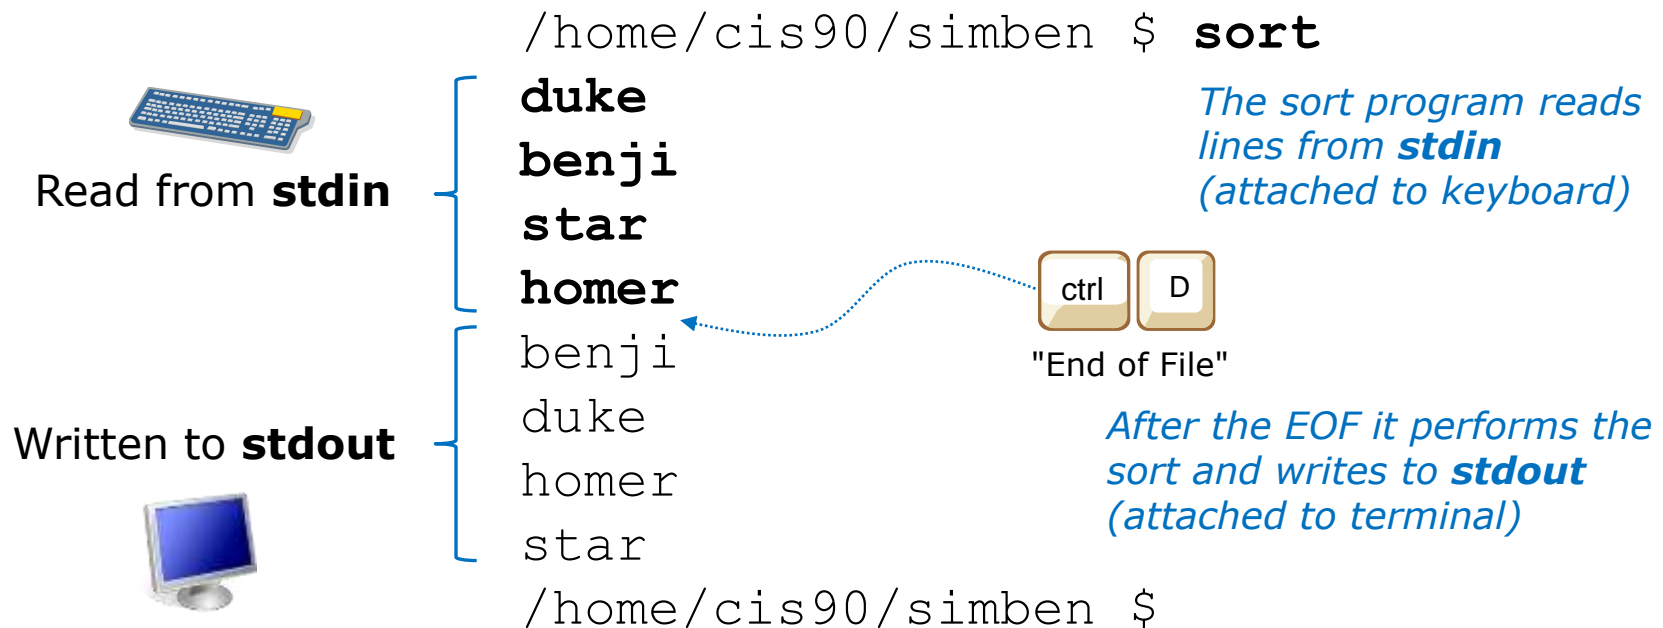 /home/cis90/simben $ sort
duke
benji
star
homer
benji
duke
homer
star
/home/cis90/simben $
Read from stdin
Written to stdout
The sort program reads
lines from stdin
(attached to keyboard)
ctrl
D
"End of File"
After the EOF it performs the
sort and writes to stdout
(attached to terminal)